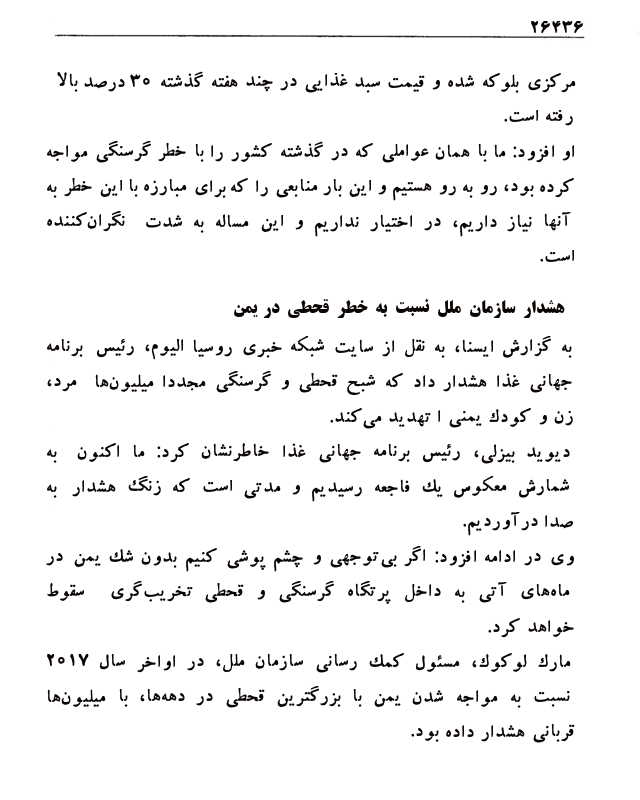 ۲۶۴۳۶
مرکزی بلوکه شده و قیمت سبد غذایی در چند هفته گذشته ۳۰ درصد بالا
رفته است.
او افزود: ما با همان عواملی که در گذشته کشور را با خطر گرسنگی مواجه
کرده بود، رو به رو هستیم و این بار منابعی را که برای مبارزه با این خطر به
آنها نیاز داریم، در اختیار نداریم و این مساله به شدت نگران‌کننده
است.
هشدار سازمان ملل نسبت به خطر قحطی در یمن
به گزارش ایسنا، به نقل از سایت شبکه خبری روسیا الیوم، رئیس برنامه
جهانی غذا هشدار داد که شبح قحطی و گرسنگی مجددا میلیون‌ها مرد،
زن و کودک یمنی ا تهدید می‌کند.
دیوید بیزلی، رئیس برنامه جهانی غذا خاطرنشان کرد: ما اکنون به
شمارش معکوس یک فاجعه رسیدیم و مدتی است که زنگ هشدار به
صدا درآوردیم.
وی در ادامه افزود: اگر بی‌توجهی و چشم پوشی کنیم بدون شک یمن در
ماه‌های آتی به داخل پرتگاه گرسنگی و قحطی تخریب‌گری سقوط
خواهد کرد.
مارک لوکوک، مسئول کمک رسانی سازمان ملل، در اواخر سال ۲۰۱۷
نسبت به مواجه شدن یمن با بزرگترین قحطی در دهه‌ها، با میلیون‌ها
قربانی هشدار داده بود.